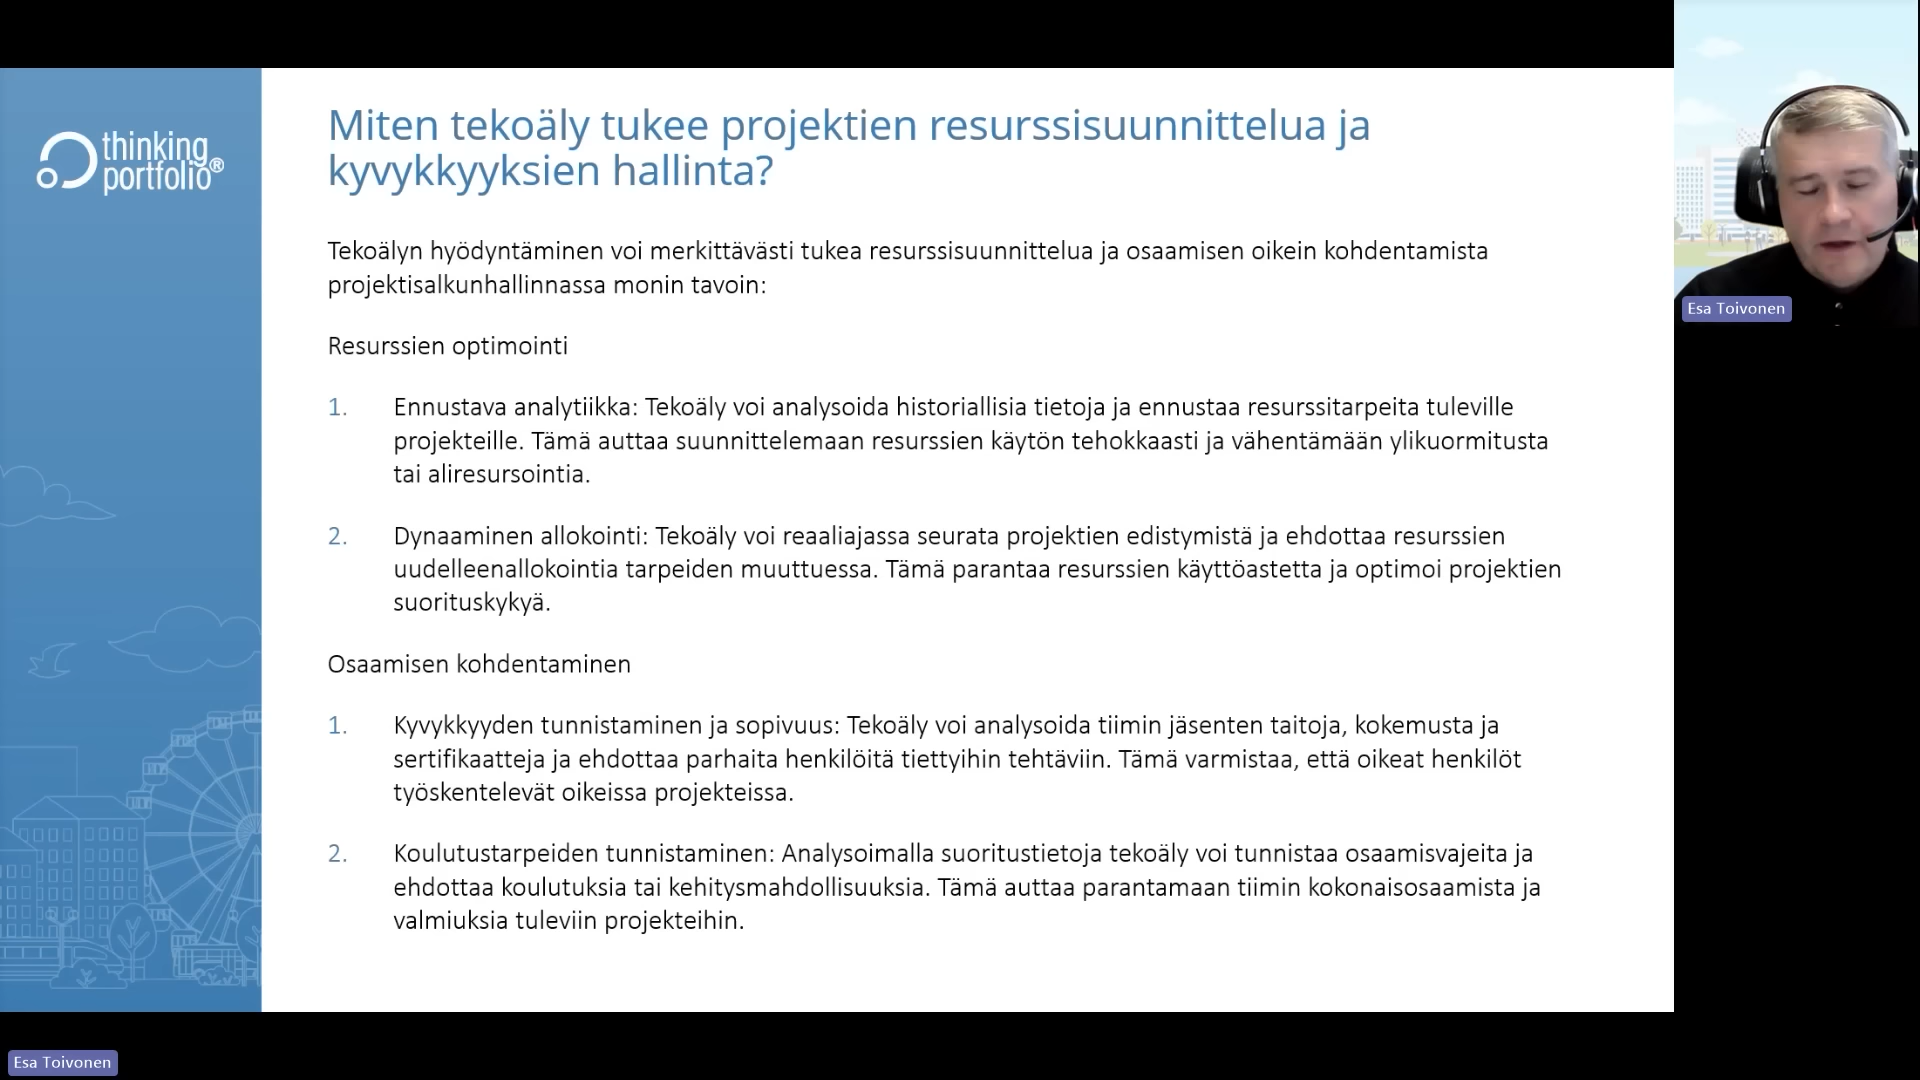 thinking
portfolio®
Miten tekoäly tukee projektien resurssisuunnittelua ja
kyvykkyyksien hallinta?
Tekoälyn hyödyntäminen voi merkittävästi tukea resurssisuunnittelua ja osaamisen oikein kohdentamista
projektisalkunhallinnassa monin tavoin:
Resurssien optimointi
1. Ennustava analytiikka: Tekoäly voi analysoida historiallisia tietoja ja ennustaa resurssitarpeita tuleville
projekteille. Tämä auttaa suunnittelemaan resurssien käytön tehokkaasti ja vähentämään ylikuormitusta
tai aliresursointia.
2. Dynaaminen allokointi: Tekoäly voi reaaliajassa seurata projektien edistymistä ja ehdottaa resurssien
uudelleenallokointia tarpeiden muuttuessa. Tämä parantaa resurssien käyttöastetta ja optimoi projektien
suorituskykyä.
Osaamisen kohdentaminen
1. Kyvykkyyden tunnistaminen ja sopivuus: Tekoäly voi analysoida tiimin jäsenten taitoja, kokemusta ja
sertifikaatteja ja ehdottaa parhaita henkilöitä tiettyihin tehtäviin. Tämä varmistaa, että oikeat henkilöt
työskentelevät oikeissa projekteissa.
2. Koulutustarpeiden tunnistaminen: Analysoimalla suoritustietoja tekoäly voi tunnistaa osaamisvajeita ja
ehdottaa koulutuksia tai kehitysmahdollisuuksia. Tämä auttaa parantamaan tiimin kokonaisosaamista ja
valmiuksia tuleviin projekteihin.
Esa Toivonen
Esa Toivonen